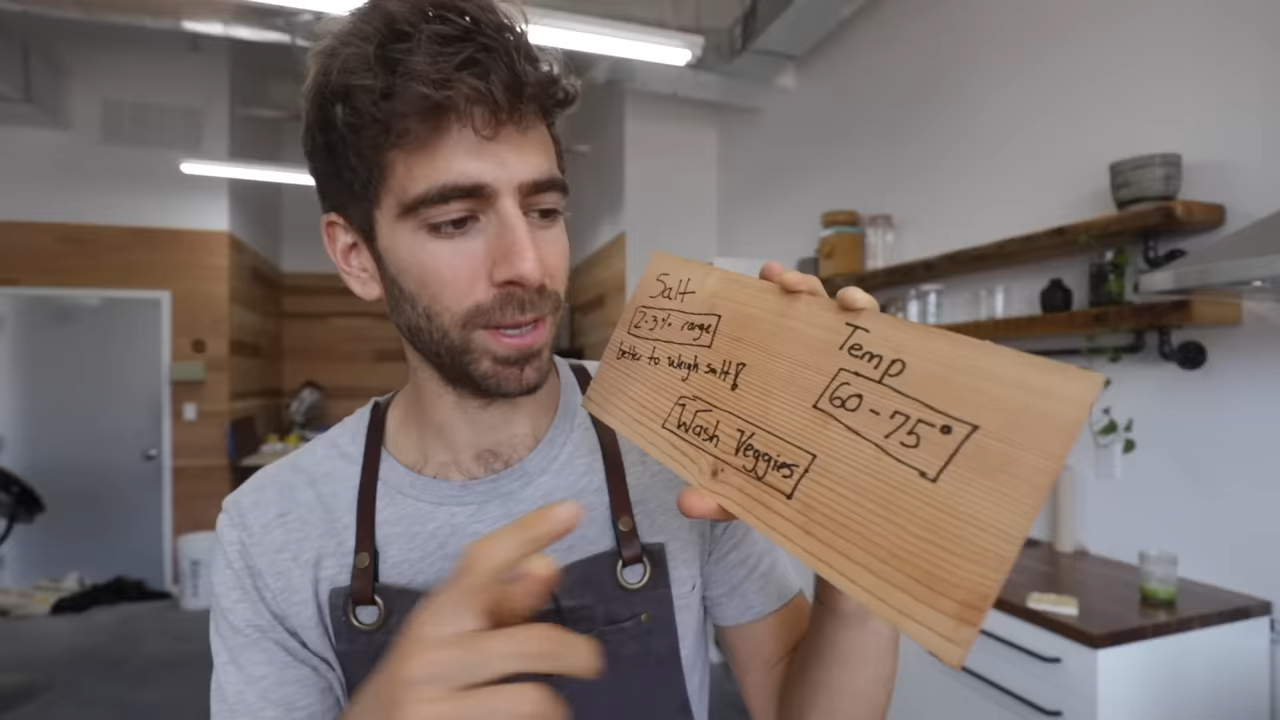 Salt
2-3% range
better to weigh salt!
Wash Veggies
Temp
60-75°